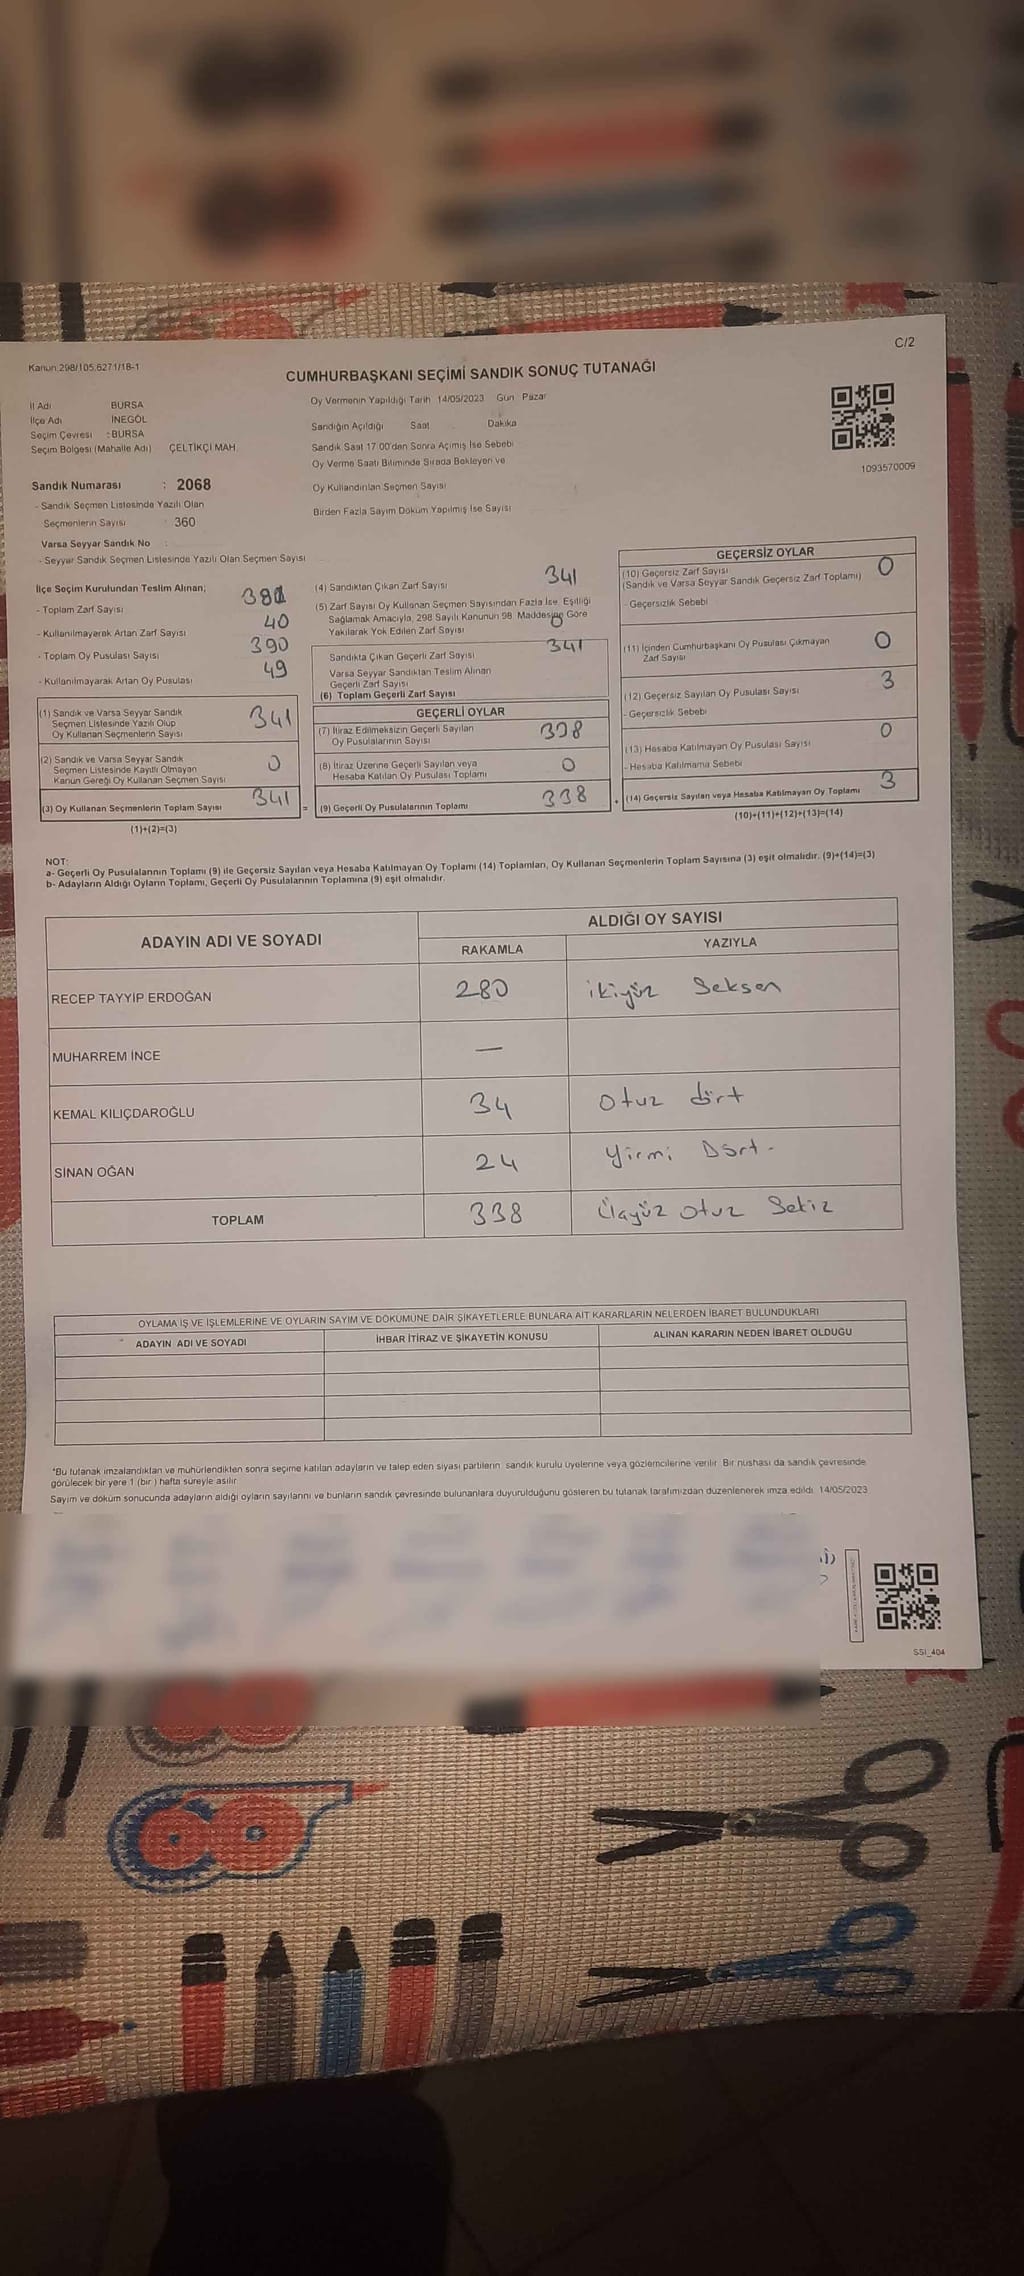 C/2
Kanun:298/105,6271/18-1
CUMHURBAŞKANI SEÇİMİ SANDIK SONUÇ TUTANAĞI
İl Adı BURSA
İlçe Adı İNEGÖL
Seçim Çevresi : BURSA
Seçim Bölgesi (Mahalle Adı) ÇELTİKÇİ MAH.
Sandık Numarası : 2068
- Sandık Seçmen Listesinde Yazılı Olan
Seçmenlerin Sayısı : 360
Varsa Seyyar Sandık No
- Seyyar Sandık Seçmen Listesinde Yazılı Olan Seçmen Sayısı
Oy Vermenin Yapıldığı Tarih 14/05/2023 Gün Pazar
Sandığın Açıldığı Saat Dakika
Sandık Saat 17:00'den Sonra Açımış İse Sebebi
Oy Verme Saati Bitiminde Sırada Bekleyen ve
Oy Kullandırılan Seçmen Sayısı
Birden Fazla Sayım Döküm Yapılmış İse Sayısı
1093570009
İlçe Seçim Kurulundan Teslim Alınan;
- Toplam Zarf Sayısı 381
- Kullanılmayarak Artan Zarf Sayısı 40
- Toplam Oy Pusulası Sayısı 390
- Kullanılmayarak Artan Oy Pusulası 49
(1) Sandık ve Varsa Seyyar Sandık
Seçmen Listesinde Yazılı Olup
Oy Kullanan Seçmenlerin Sayısı 341
(2) Sandık ve Varsa Seyyar Sandık
Seçmen Listesinde Kayıtlı Olmayan
Kanun Gereği Oy Kullanan Seçmen Sayısı 0
(3) Oy Kullanan Seçmenlerin Toplam Sayısı 341 =
(1)+(2)=(3)
(4) Sandıktan Çıkan Zarf Sayısı 341
(5) Zarf Sayısı Oy Kullanan Seçmen Sayısından Fazla İse, Eşitliği
Sağlamak Amacıyla, 298 Sayılı Kanunun 98. Maddesine Göre
Yakılarak Yok Edilen Zarf Sayısı 0
Sandıkta Çıkan Geçerli Zarf Sayısı 341
Varsa Seyyar Sandıktan Teslim Alınan
Geçerli Zarf Sayısı
(6) Toplam Geçerli Zarf Sayısı
GEÇERLİ OYLAR
(7) İtiraz Edilmeksizin Geçerli Sayılan
Oy Pusulalarının Sayısı 338
(8) İtiraz Üzerine Geçerli Sayılan veya
Hesaba Katılan Oy Pusulası Toplamı 0
(9) Geçerli Oy Pusulalarının Toplamı 338 +
GEÇERSİZ OYLAR
(10) Geçersiz Zarf Sayısı 0
(Sandık ve Varsa Seyyar Sandık Geçersiz Zarf Toplamı)
- Geçersizlik Sebebi
(11) İçinden Cumhurbaşkanı Oy Pusulası Çıkmayan 0
Zarf Sayısı
(12) Geçersiz Sayılan Oy Pusulası Sayısı 3
- Geçersizlik Sebebi
(13) Hesaba Katılmayan Oy Pusulası Sayısı 0
- Hesaba Katılmama Sebebi
(14) Geçersiz Sayılan veya Hesaba Katılmayan Oy Toplamı 3
(10)+(11)+(12)+(13)=(14)
NOT:
a- Geçerli Oy Pusulalarının Toplamı (9) ile Geçersiz Sayılan veya Hesaba Katılmayan Oy Toplamı (14) Toplamları, Oy Kullanan Seçmenlerin Toplam Sayısına (3) eşit olmalıdır. (9)+(14)=(3)
b- Adayların Aldığı Oyların Toplamı, Geçerli Oy Pusulalarının Toplamına (9) eşit olmalıdır.
ADAYIN ADI VE SOYADI ALDIĞI OY SAYISI
RAKAMLA YAZIYLA
RECEP TAYYİP ERDOĞAN 280 ikiyüz Seksen
MUHARREM İNCE —
KEMAL KILIÇDAROĞLU 34 Otuz dört
SİNAN OĞAN 24 Yirmi Dört-
TOPLAM 338 Üçyüz otuz Sekiz
OYLAMA İŞ VE İŞLEMLERİNE VE OYLARIN SAYIM VE DÖKÜMÜNE DAİR ŞİKAYETLERLE BUNLARA AİT KARARLARIN NELERDEN İBARET BULUNDUKLARI
ADAYIN ADI VE SOYADI İHBAR İTİRAZ VE ŞİKAYETİN KONUSU ALINAN KARARIN NEDEN İBARET OLDUĞU
*Bu tutanak imzalandıktan ve mühürlendikten sonra seçime katılan adayların ve talep eden siyasi partilerin sandık kurulu üyelerine veya gözlemcilerine verilir. Bir nüshası da sandık çevresinde
görülecek bir yere 1 (bir) hafta süreyle asılır.
Sayım ve döküm sonucunda adayların aldığı oyların sayılarını ve bunların sandık çevresinde bulunanlara duyurulduğunu gösteren bu tutanak tarafımızdan düzenlenerek imza edildi. 14/05/2023
SSI_404